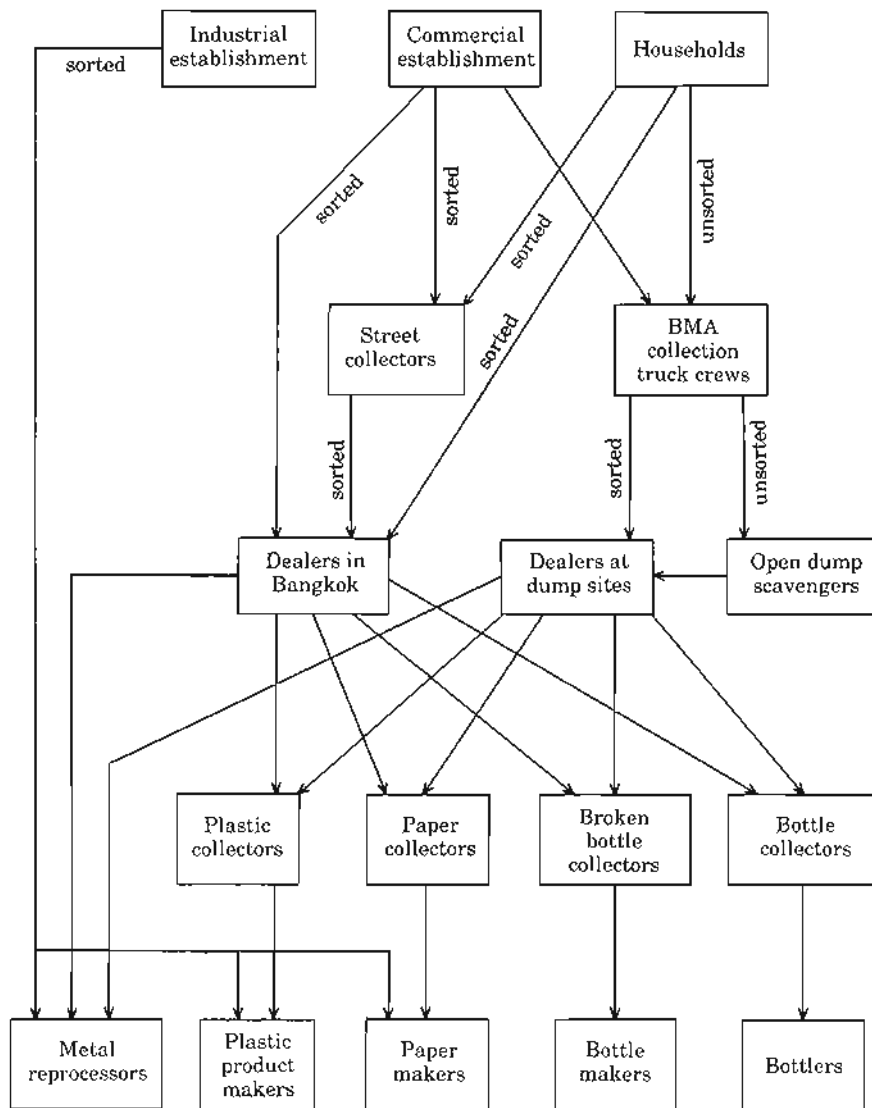 Industrial
establishment
Commercial
establishment
Households
sorted
sorted
sorted
sorted
sorted
unsorted
Street
collectors
BMA
collection
truck crews
sorted
sorted
unsorted
Dealers in
Bangkok
Dealers at
dump sites
Open dump
scavengers
Plastic
collectors
Paper
collectors
Broken
bottle
collectors
Bottle
collectors
Metal
reprocessors
Plastic
product
makers
Paper
makers
Bottle
makers
Bottlers